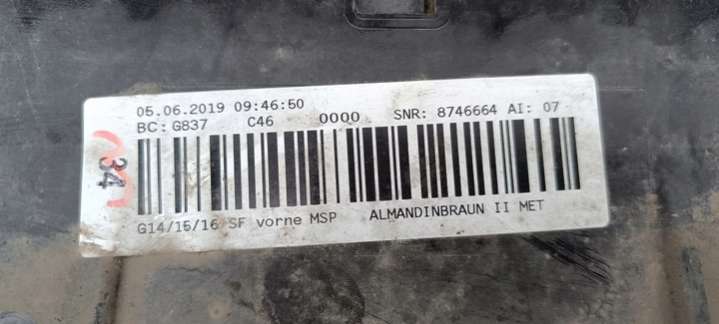 05.06.2019 09:46:50
BC: G837 C46 0000 SNR: 8746664 AI: 07
34
G14/15/16 SF vorne MSP ALMANDINBRAUN II MET